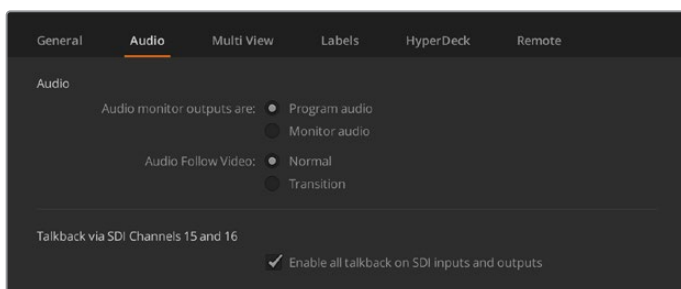 General Audio Multi View Labels HyperDeck Remote
Audio
Audio monitor outputs are: Program audio
Monitor audio
Audio Follow Video: Normal
Transition
Talkback via SDI Channels 15 and 16
Enable all talkback on SDI inputs and outputs